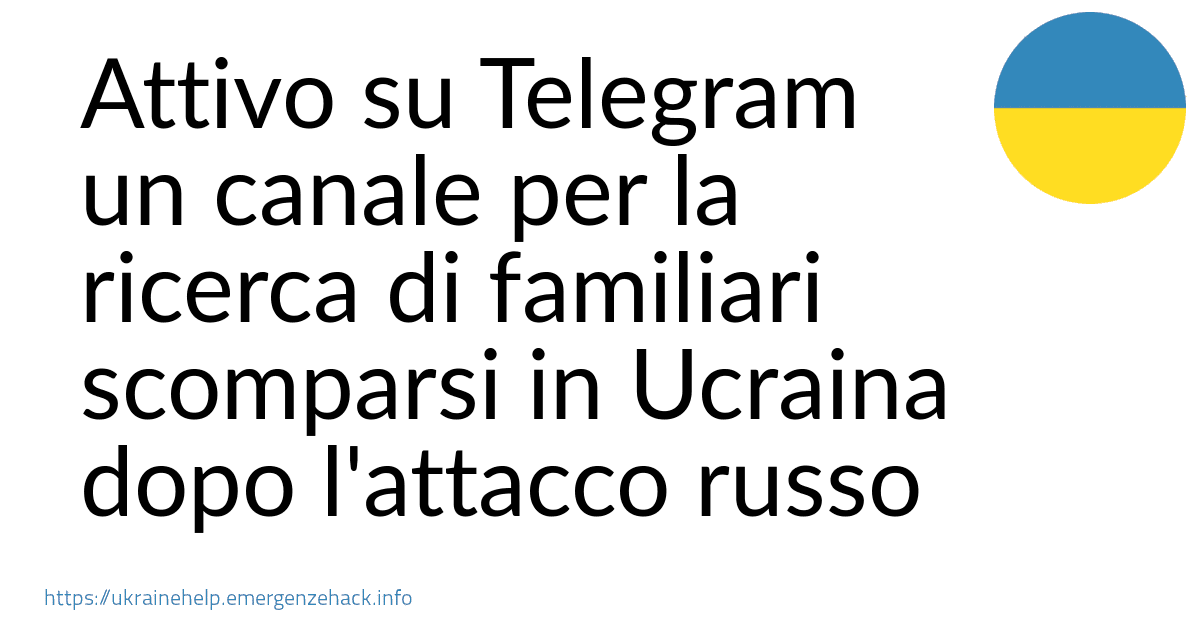 Attivo su Telegram
un canale per la
ricerca di familiari
scomparsi in Ucraina
dopo l'attacco russo
https://ukrainehelp.emergenzehack.info